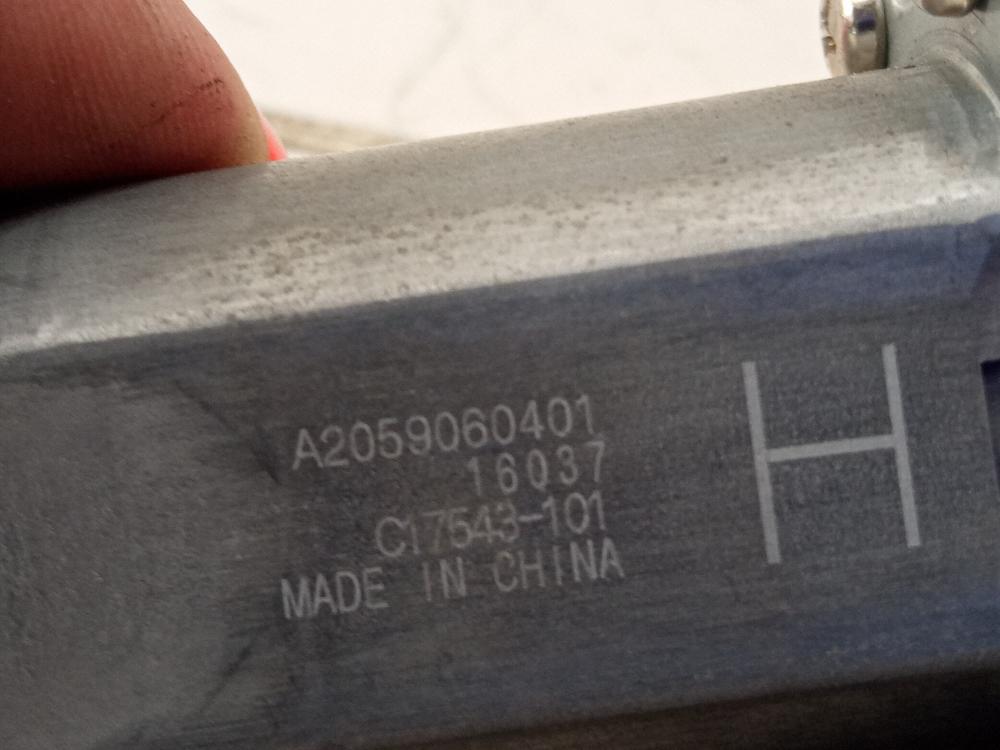 A2059060401
16037
C17543-101
MADE IN CHINA
H